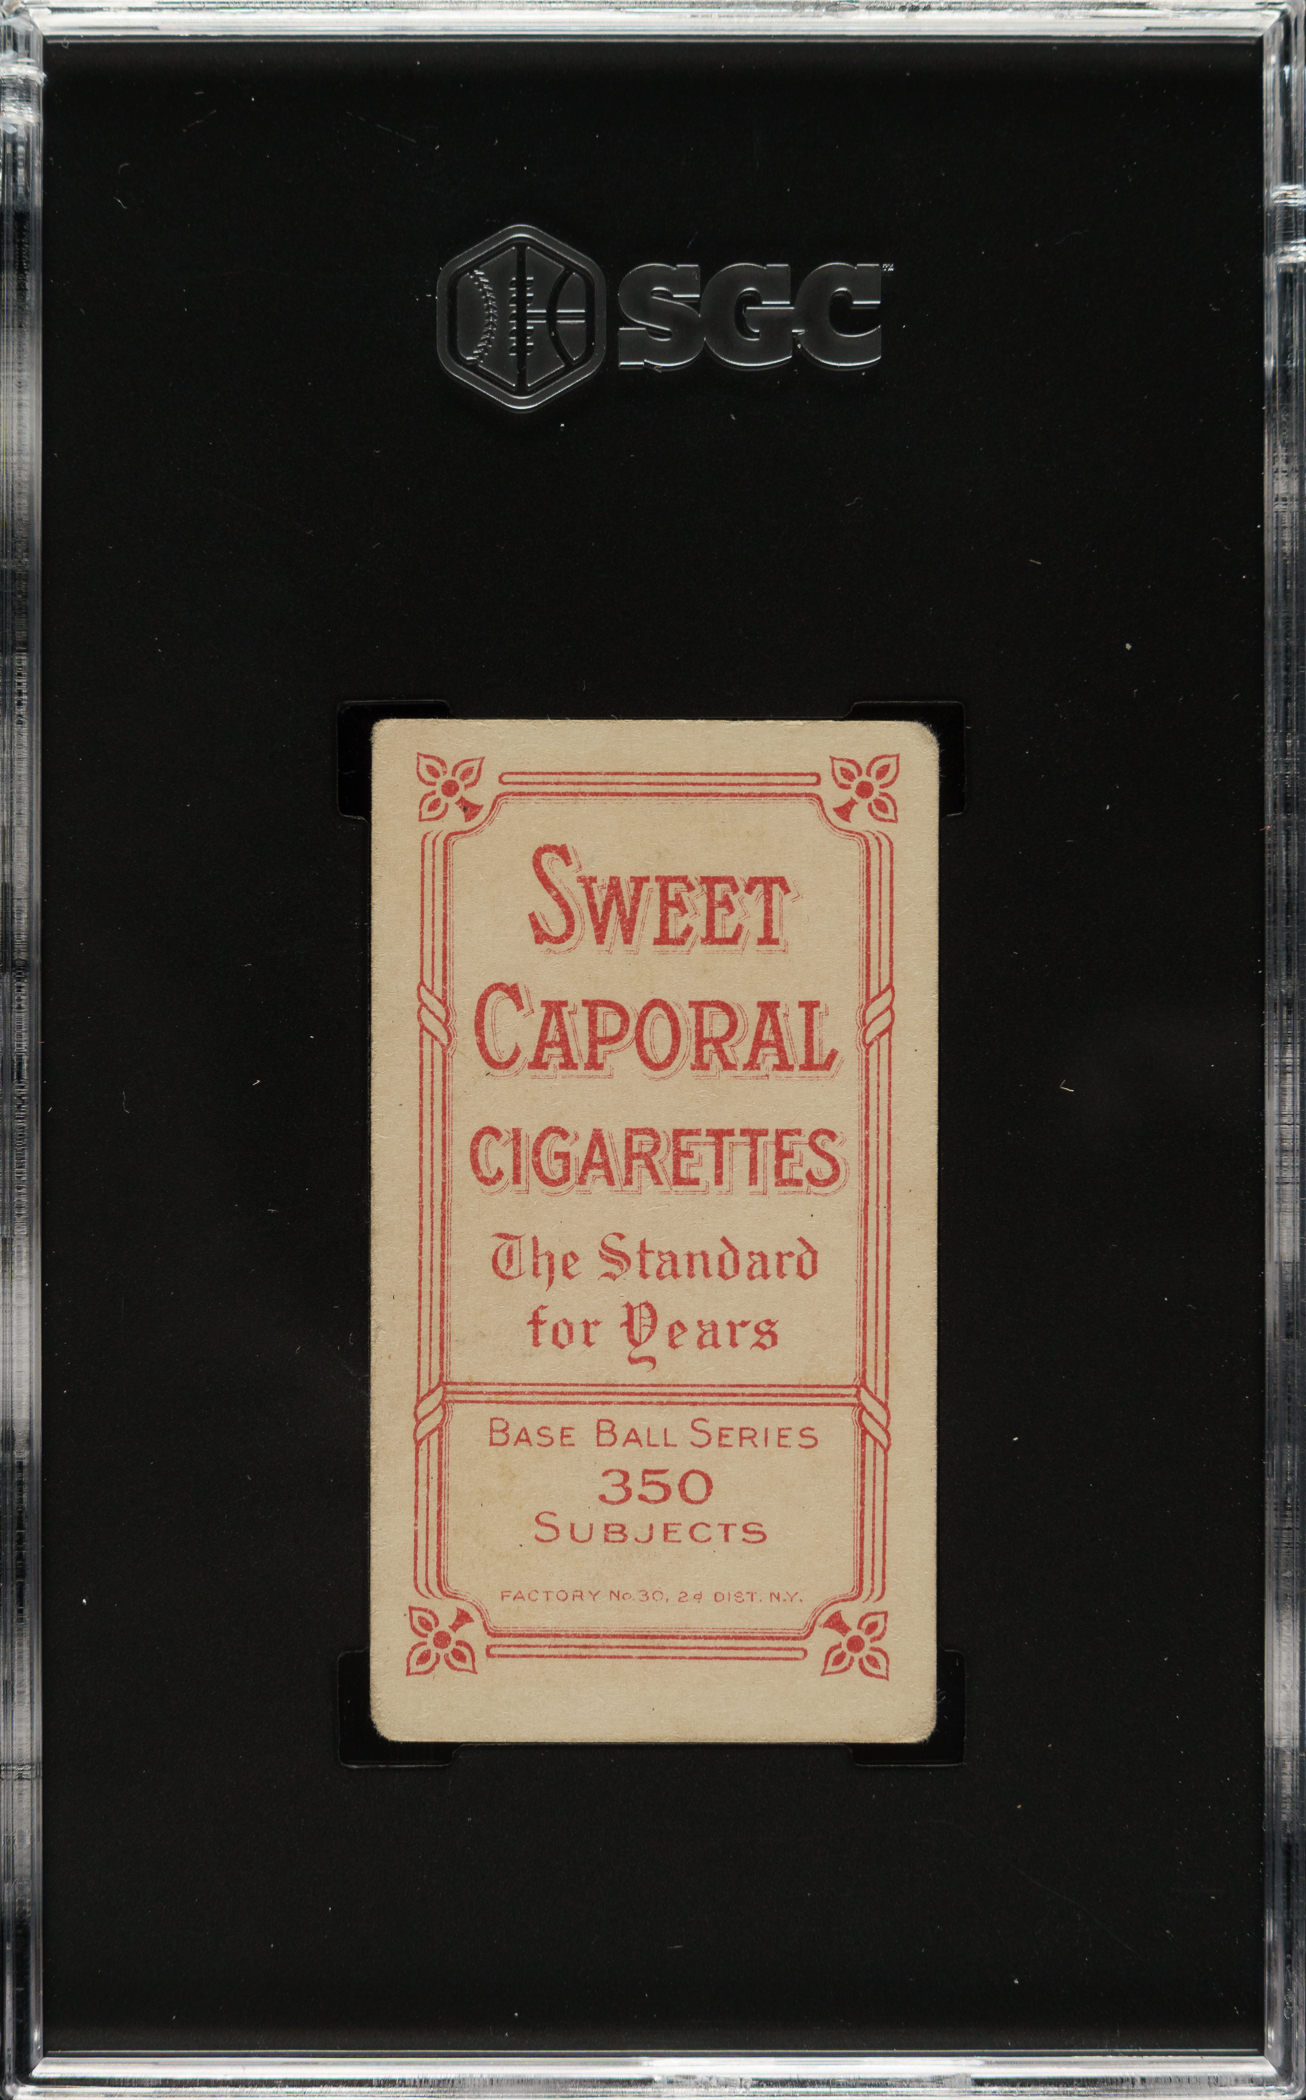 SGC
SWEET
CAPORAL
CIGARETTES
The Standard
for Years
BASE BALL SERIES
350
SUBJECTS
FACTORY No. 30, 2d DIST. N.Y.